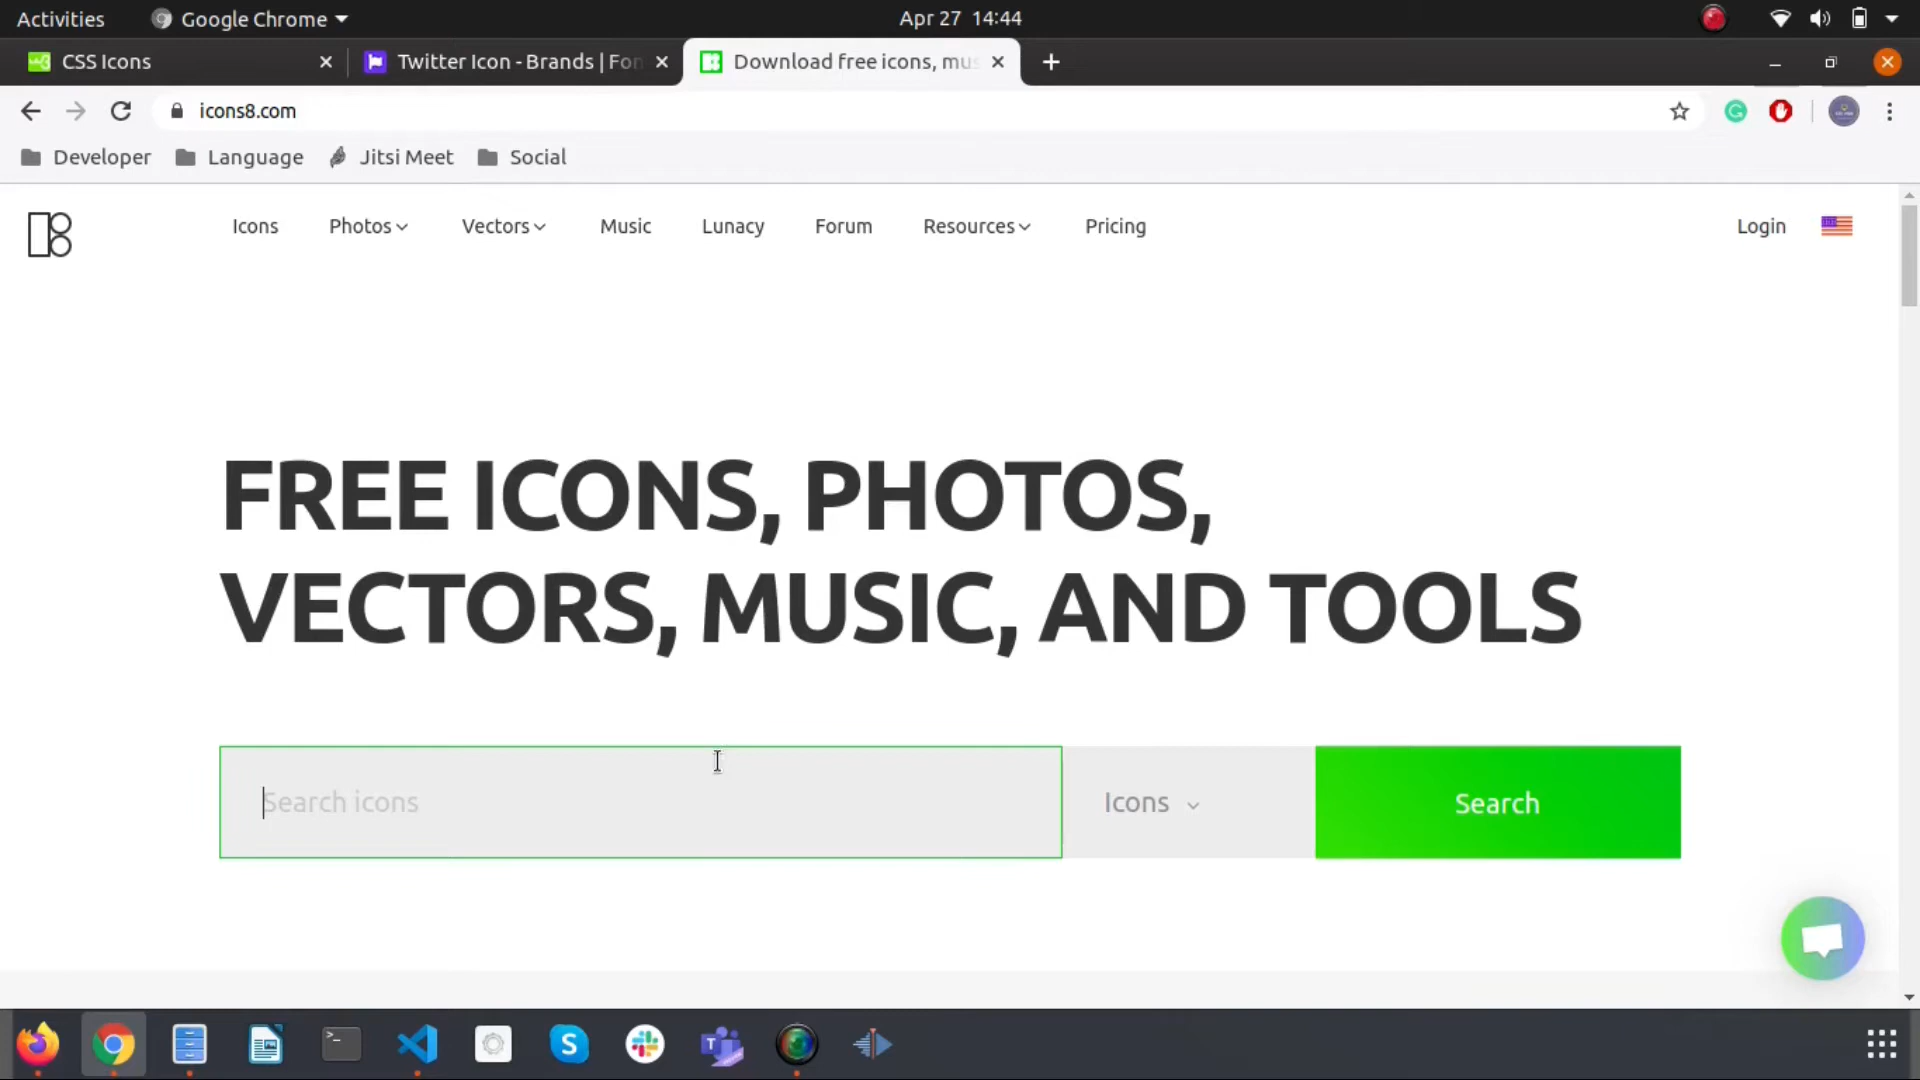 Activities Google Chrome Apr 27 14:44
CSS Icons Twitter Icon - Brands | Fon Download free icons, mus
icons8.com
Developer Language Jitsi Meet Social
Icons Photos Vectors Music Lunacy Forum Resources Pricing Login
FREE ICONS, PHOTOS,
VECTORS, MUSIC, AND TOOLS
Search icons Icons Search